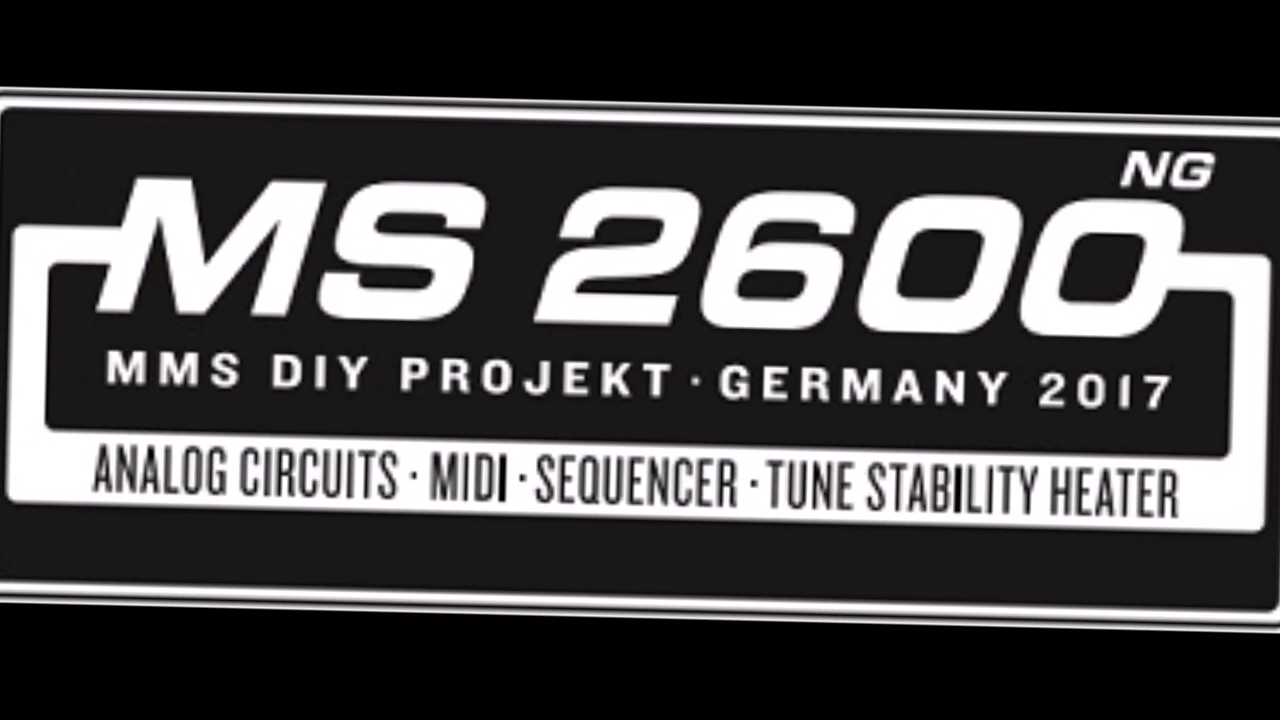 NG
MS 2600
MMS DIY PROJEKT · GERMANY 2017
ANALOG CIRCUITS · MIDI · SEQUENCER · TUNE STABILITY HEATER